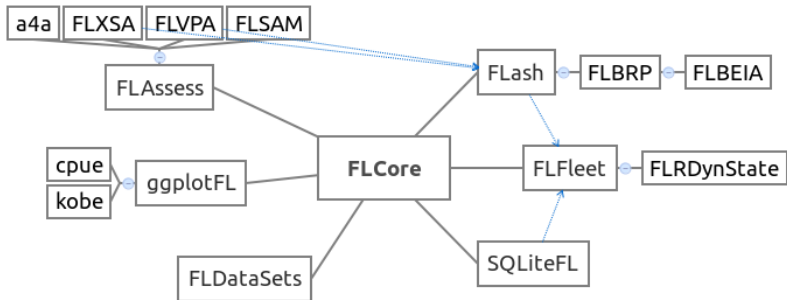 a4a
FLXSA
FLVPA
FLSAM
FLAssess
FLash
FLBRP
FLBEIA
cpue
kobe
ggplotFL
FLCore
FLFleet
FLRDynState
FLDataSets
SQLiteFL